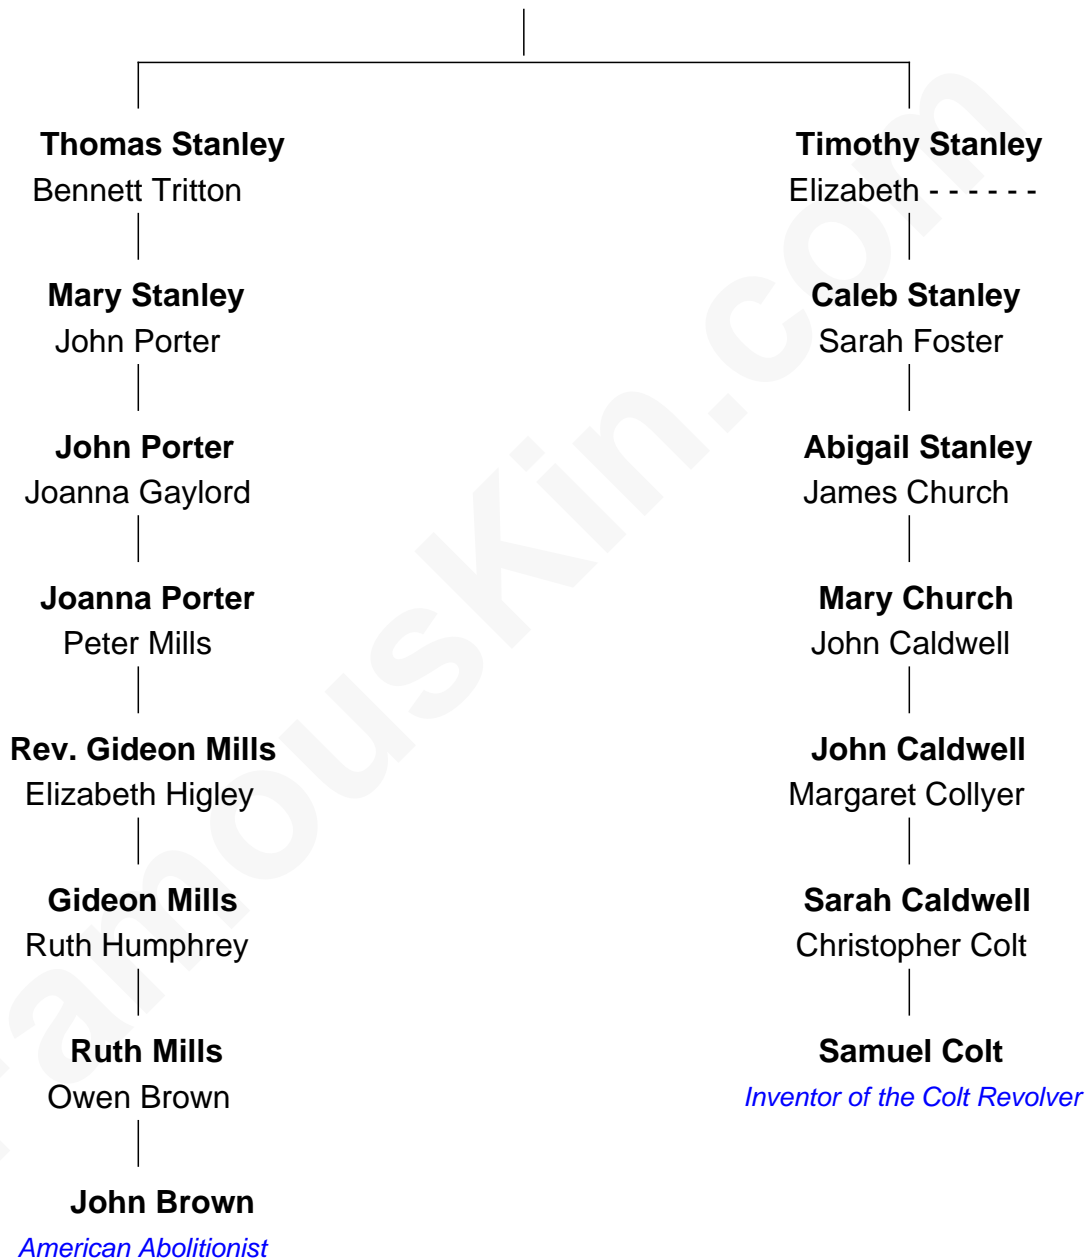 Thomas Stanley
Bennett Tritton
Mary Stanley
John Porter
John Porter
Joanna Gaylord
Joanna Porter
Peter Mills
Rev. Gideon Mills
Elizabeth Higley
Gideon Mills
Ruth Humphrey
Ruth Mills
Owen Brown
John Brown
American Abolitionist
Timothy Stanley
Elizabeth - - - - - -
Caleb Stanley
Sarah Foster
Abigail Stanley
James Church
Mary Church
John Caldwell
John Caldwell
Margaret Collyer
Sarah Caldwell
Christopher Colt
Samuel Colt
Inventor of the Colt Revolver
FamousKin.com